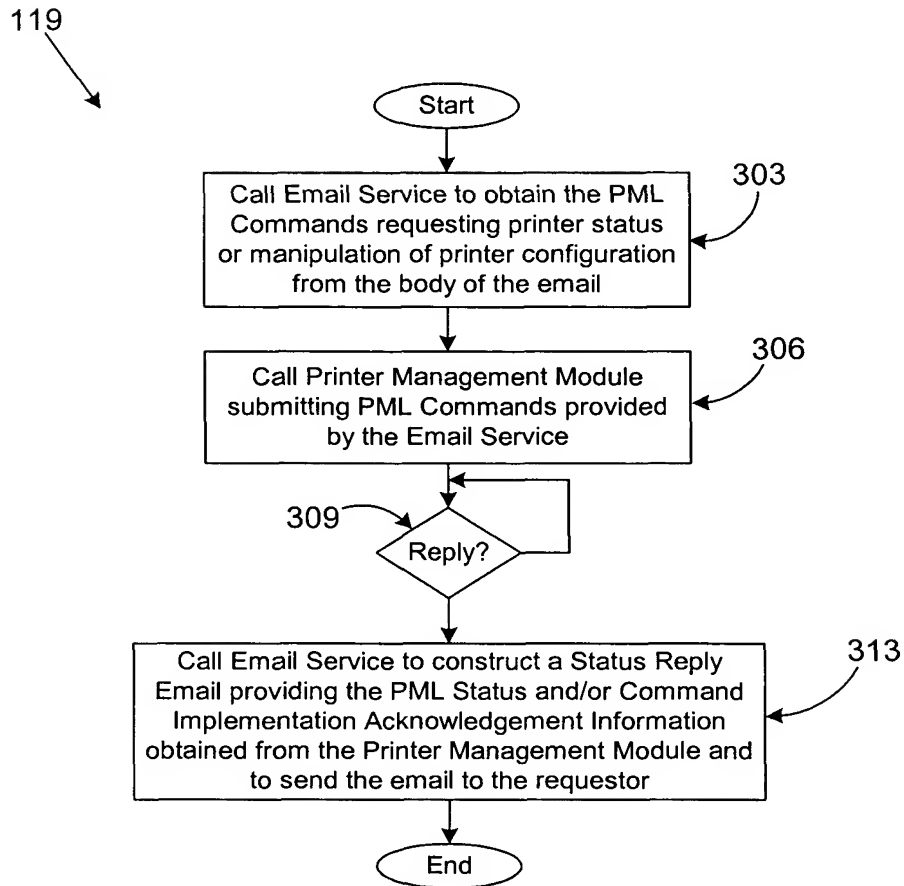 119
Start
Call Email Service to obtain the PML
Commands requesting printer status
or manipulation of printer configuration
from the body of the email
303
Call Printer Management Module
submitting PML Commands provided
by the Email Service
306
309
Reply?
Call Email Service to construct a Status Reply
Email providing the PML Status and/or Command
Implementation Acknowledgement Information
obtained from the Printer Management Module and
to send the email to the requestor
313
End